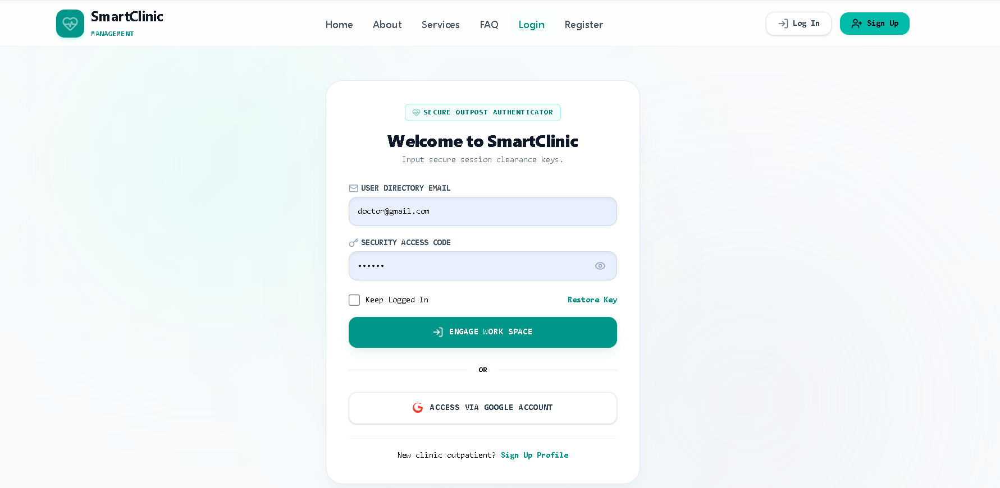 SmartClinic
MANAGEMENT
Home About Services FAQ Login Register
Log In Sign Up
SECURE OUTPOST AUTHENTICATOR
Welcome to SmartClinic
Input secure session clearance keys.
USER DIRECTORY EMAIL
doctor@gmail.com
SECURITY ACCESS CODE
••••••
Keep Logged In Restore Key
ENGAGE WORK SPACE
OR
ACCESS VIA GOOGLE ACCOUNT
New clinic outpatient? Sign Up Profile